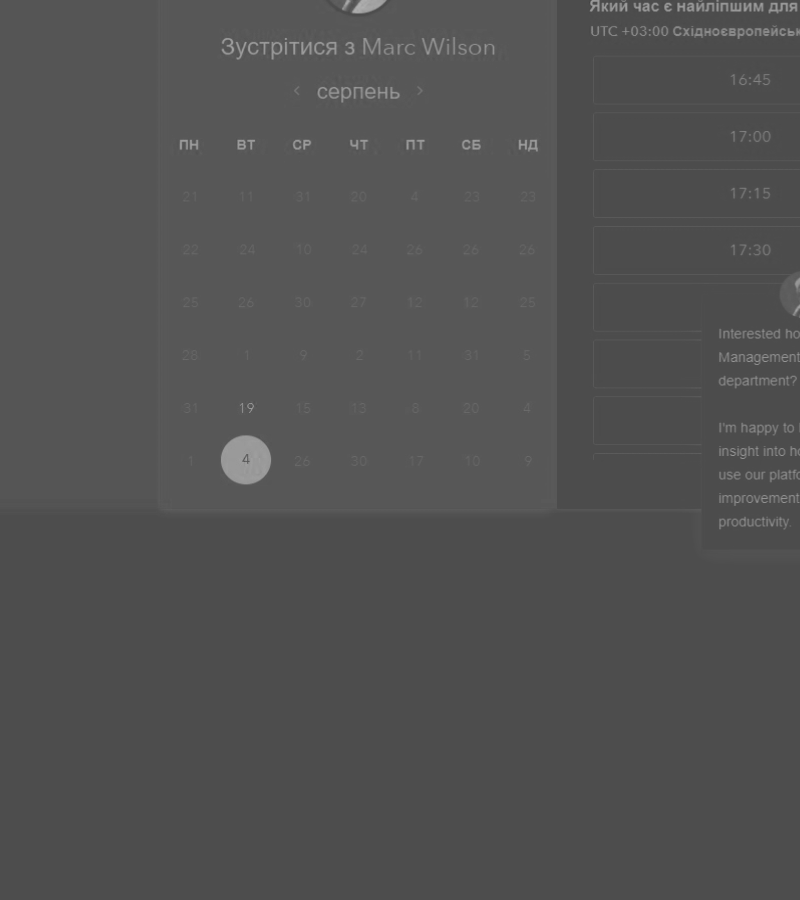 Зустрітися з Marc Wilson
‹ серпень ›
ПН ВТ СР ЧТ ПТ СБ НД
21 11 31 20 4 23 23
22 24 10 24 26 26 26
25 26 30 27 12 12 25
28 1 9 2 11 31 5
31 19 15 13 8 20 4
1 4 26 30 17 10 9
Який час є найліпшим для
UTC +03:00
16:45
17:00
17:15
17:30
Interested
Management
department?
I'm happy to
insight into
use our
improvement
productivity.